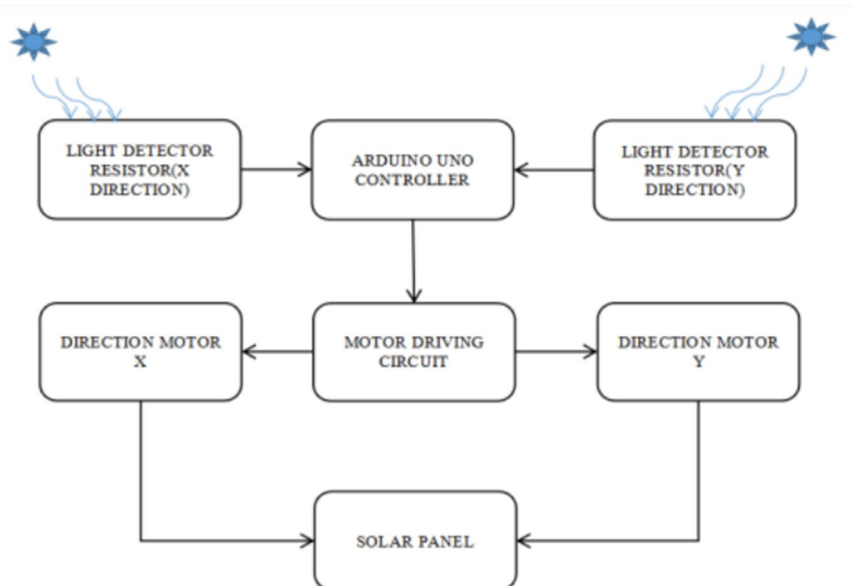 LIGHT DETECTOR
RESISTOR(X
DIRECTION)
ARDUINO UNO
CONTROLLER
LIGHT DETECTOR
RESISTOR(Y
DIRECTION)
DIRECTION MOTOR
X
MOTOR DRIVING
CIRCUIT
DIRECTION MOTOR
Y
SOLAR PANEL